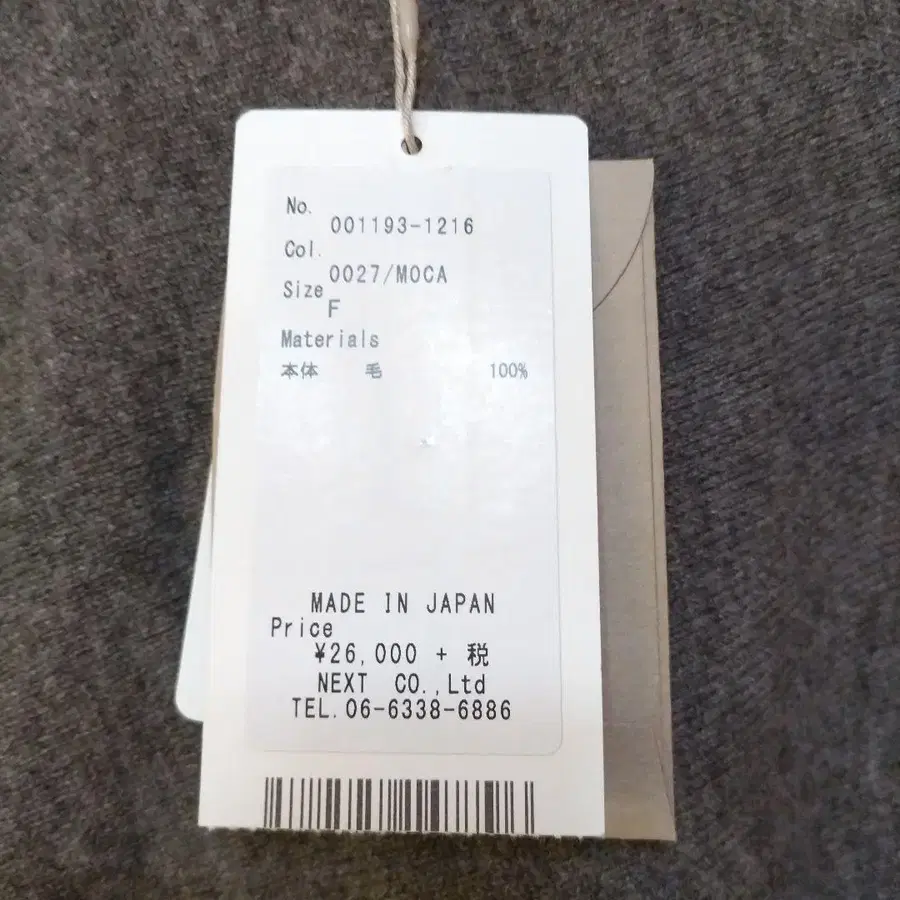 No.
001193-1216
Col.
0027/MOCA
Size
F
Materials
本体 毛 100%
MADE IN JAPAN
Price
¥26,000 + 税
NEXT CO.,Ltd
TEL.06-6338-6886